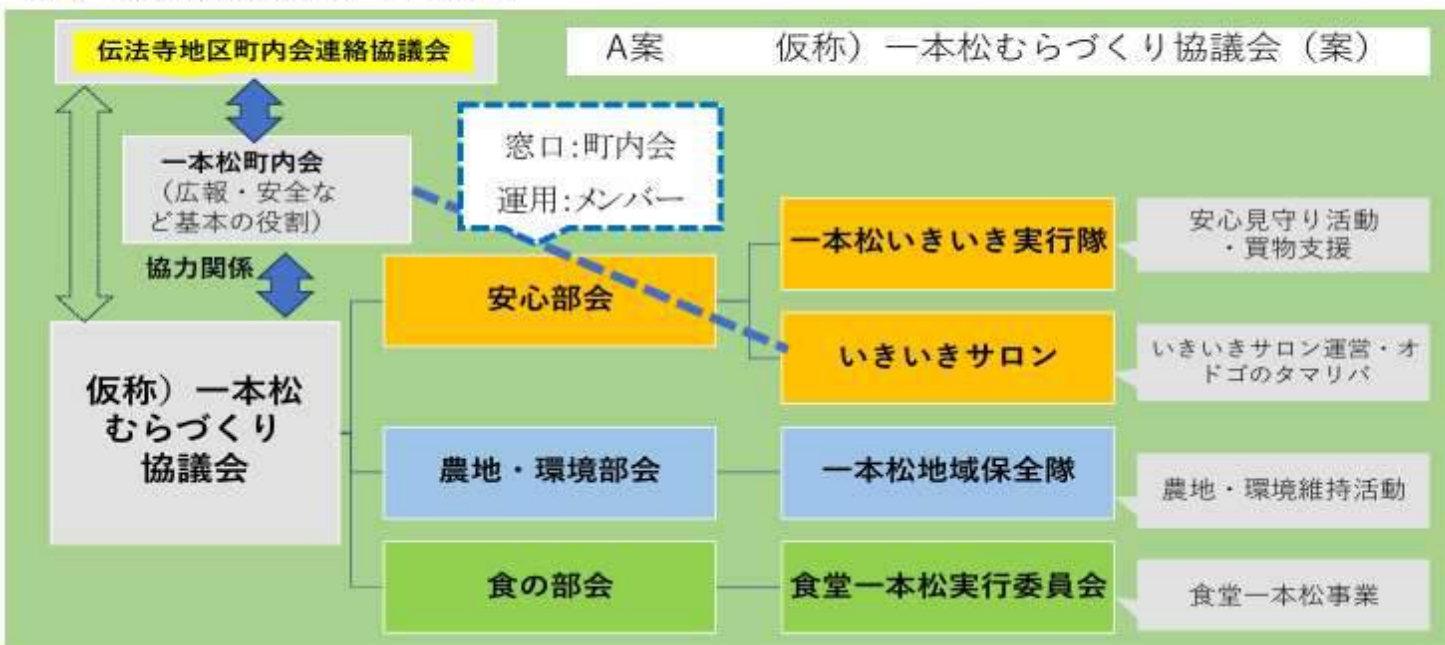 伝法寺地区町内会連絡協議会
A案　　仮称）一本松むらづくり協議会（案）
一本松町内会
（広報・安全な
ど基本の役割）
窓口:町内会
運用:メンバー
協力関係
仮称）一本松
むらづくり
協議会
安心部会
一本松いきいき実行隊
安心見守り活動
・買物支援
いきいきサロン
いきいきサロン運営・オ
ドゴのタマリバ
農地・環境部会
一本松地域保全隊
農地・環境維持活動
食の部会
食堂一本松実行委員会
食堂一本松事業